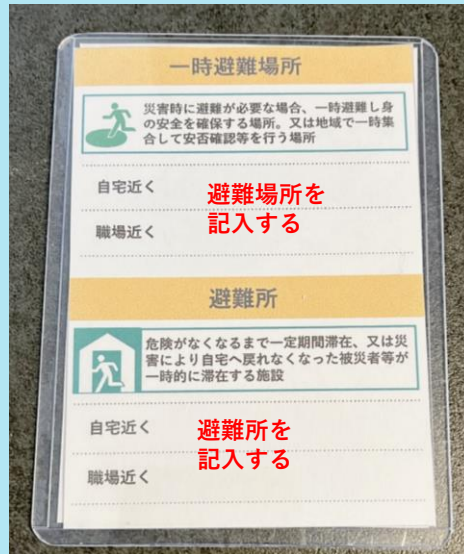 一時避難場所
災害時に避難が必要な場合、一時避難し身
の安全を確保する場所。又は地域で一時集
合して安否確認等を行う場所
自宅近く
避難場所を
記入する
職場近く
避難所
危険がなくなるまで一定期間滞在、又は災
害により自宅へ戻れなくなった被災者等が
一時的に滞在する施設
自宅近く
避難所を
記入する
職場近く